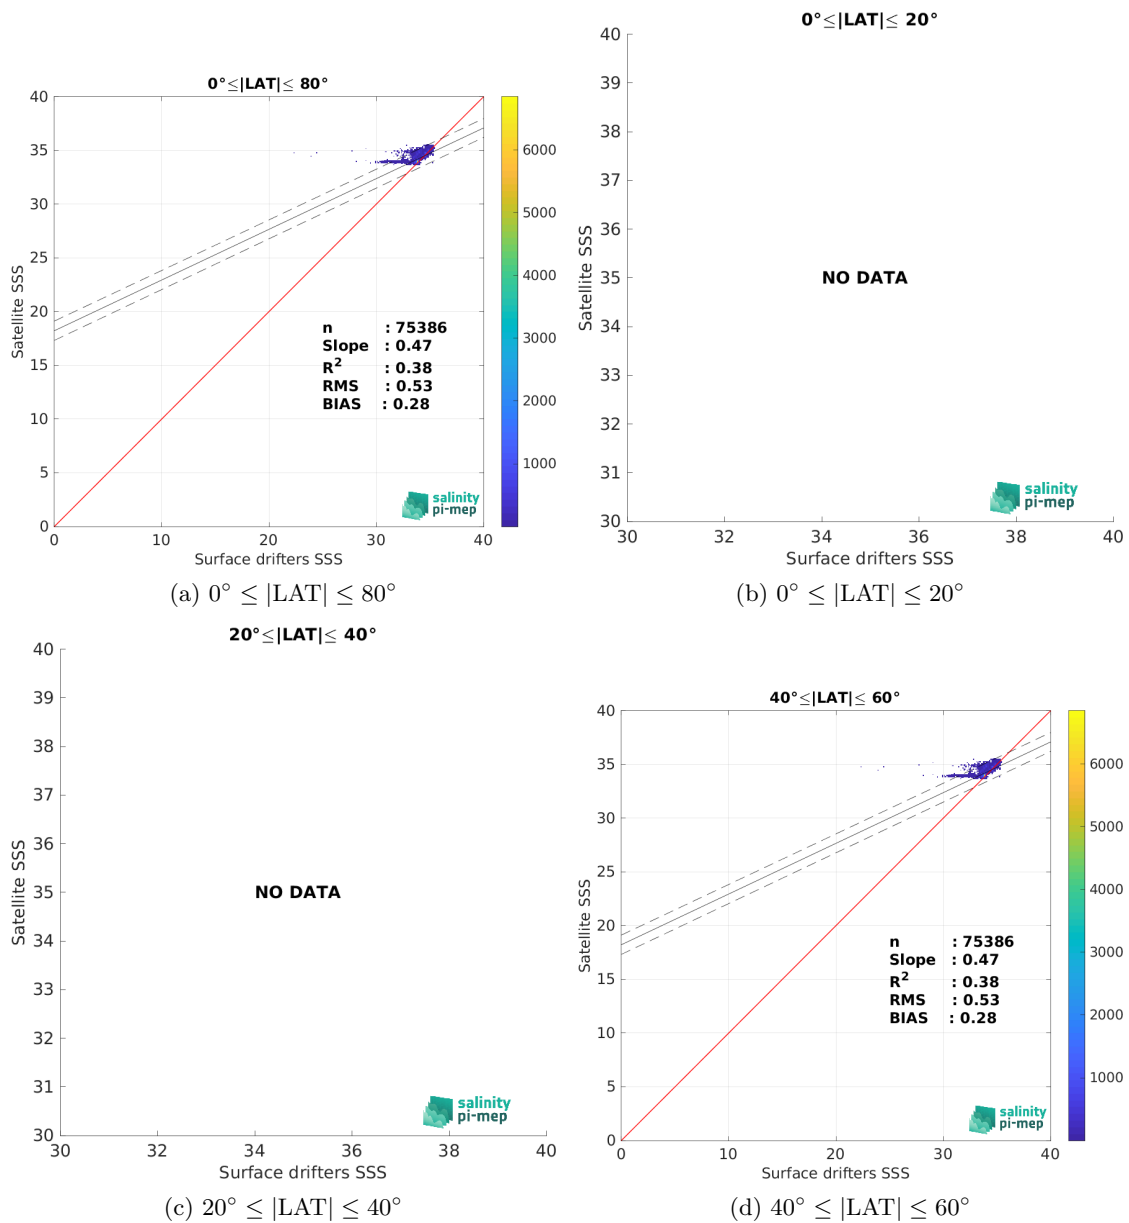 0°≤|LAT|≤ 80°
Satellite SSS
40
35
30
25
20
15
10
5
0
0 10 20 30 40
Surface drifters SSS
n : 75386
Slope : 0.47
R² : 0.38
RMS : 0.53
BIAS : 0.28
salinity
pi-mep
6000
5000
4000
3000
2000
1000
(a) 0° ≤ |LAT| ≤ 80°
0°≤|LAT|≤ 20°
Satellite SSS
40
39
38
37
36
35
34
33
32
31
30
NO DATA
salinity
pi-mep
30 32 34 36 38 40
Surface drifters SSS
(b) 0° ≤ |LAT| ≤ 20°
20°≤|LAT|≤ 40°
Satellite SSS
40
39
38
37
36
35
34
33
32
31
30
NO DATA
salinity
pi-mep
30 32 34 36 38 40
Surface drifters SSS
(c) 20° ≤ |LAT| ≤ 40°
40°≤|LAT|≤ 60°
Satellite SSS
40
35
30
25
20
15
10
5
0
0 10 20 30 40
Surface drifters SSS
n : 75386
Slope : 0.47
R² : 0.38
RMS : 0.53
BIAS : 0.28
salinity
pi-mep
6000
5000
4000
3000
2000
1000
(d) 40° ≤ |LAT| ≤ 60°